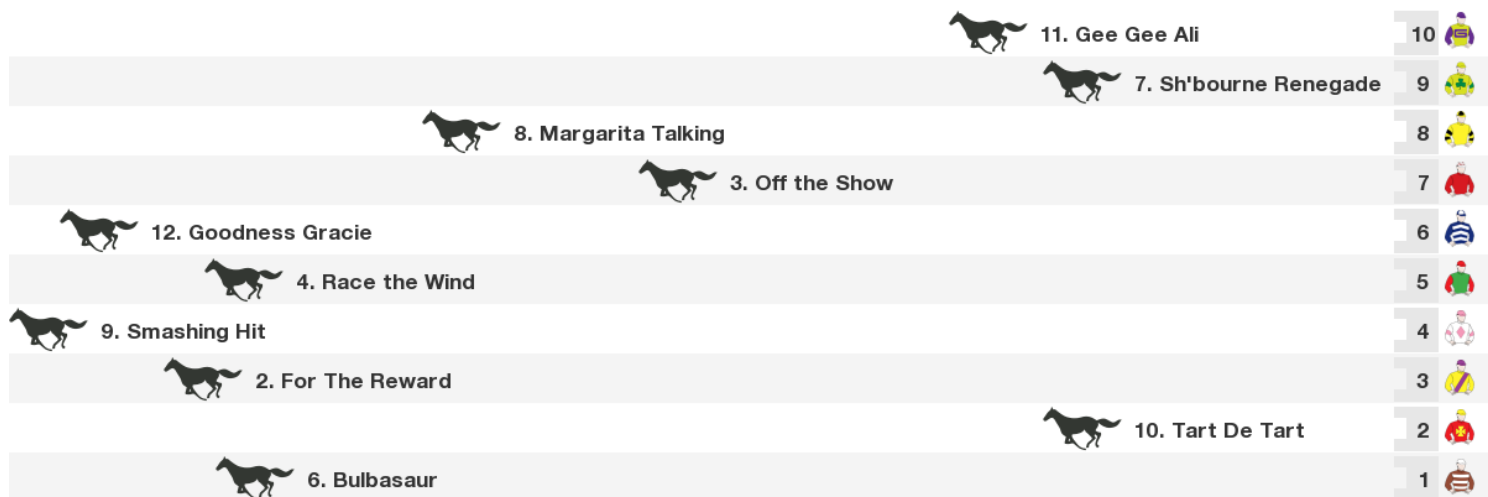 11. Gee Gee Ali 10
7. Sh'bourne Renegade 9
8. Margarita Talking 8
3. Off the Show 7
12. Goodness Gracie 6
4. Race the Wind 5
9. Smashing Hit 4
2. For The Reward 3
10. Tart De Tart 2
6. Bulbasaur 1